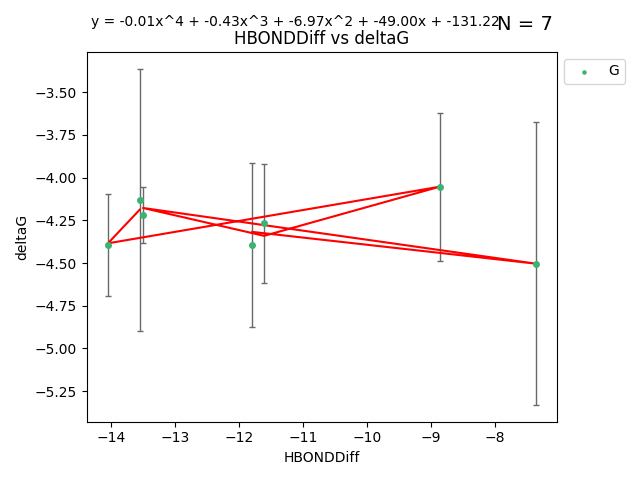 y = -0.01x^4 + -0.43x^3 + -6.97x^2 + -49.00x + -131.22
N = 7
HBONDDiff vs deltaG
G
−3.50
−3.75
−4.00
−4.25
−4.50
−4.75
−5.00
−5.25
deltaG
−14 −13 −12 −11 −10 −9 −8
HBONDDiff